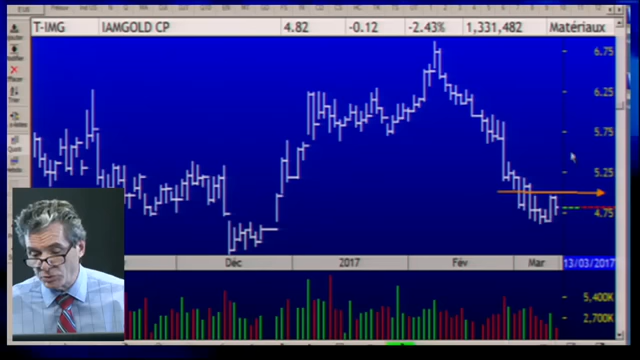 T-IMG IAMGOLD CP 4.82 -0.12 -2.43% 1,331,482 Matériaux
6.75
6.25
5.75
5.25
4.75
Déc 2017 Fév Mar 13/03/2017
5,400K
2,700K